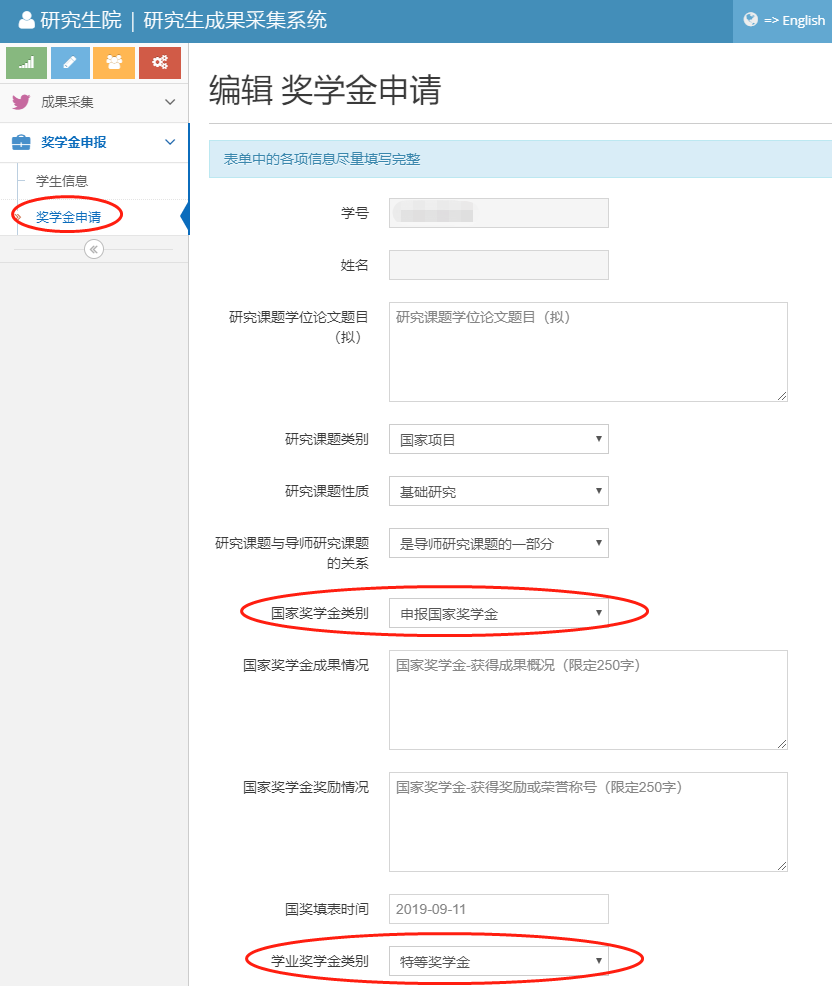 研究生院 | 研究生成果采集系统
=> English
成果采集
奖学金申报
学生信息
奖学金申请
编辑 奖学金申请
表单中的各项信息尽量填写完整
学号
姓名
研究课题学位论文题目
（拟）
研究课题学位论文题目（拟）
研究课题类别
国家项目
研究课题性质
基础研究
研究课题与导师研究课题
的关系
是导师研究课题的一部分
国家奖学金类别
申报国家奖学金
国家奖学金成果情况
国家奖学金-获得成果概况（限定250字）
国家奖学金奖励情况
国家奖学金-获得奖励或荣誉称号（限定250字）
国奖填表时间
2019-09-11
学业奖学金类别
特等奖学金